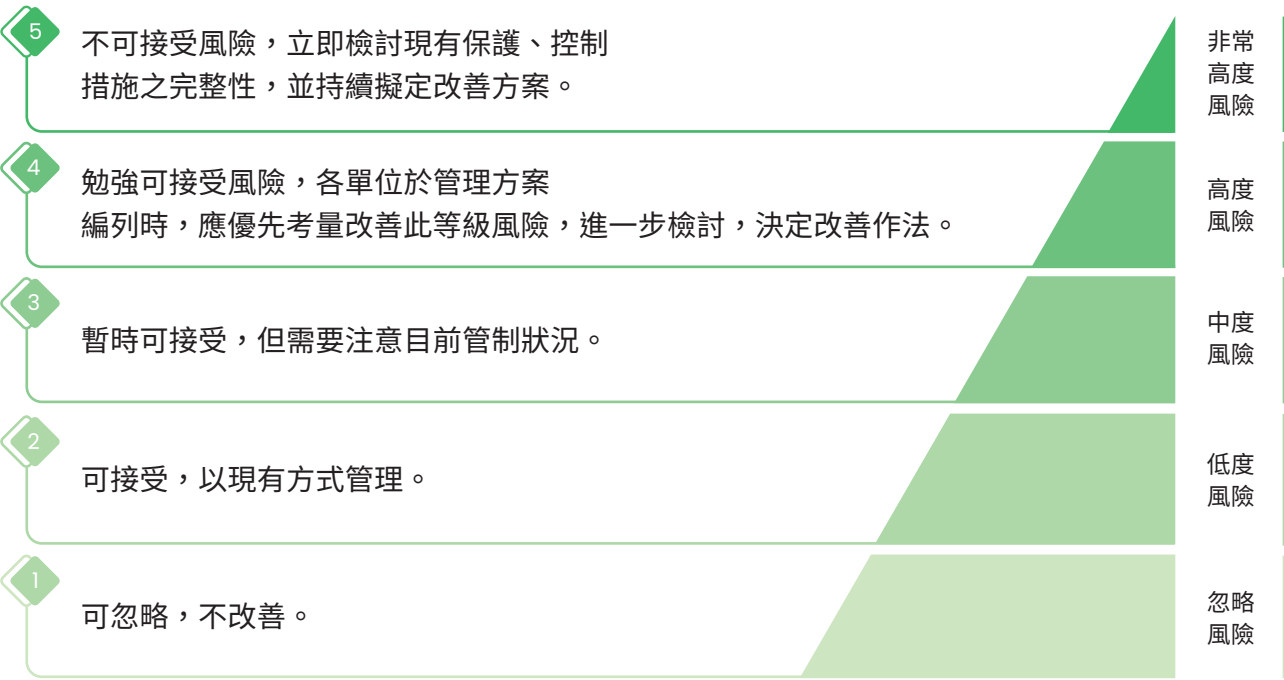 5
不可接受風險，立即檢討現有保護、控制
措施之完整性，並持續擬定改善方案。
非常
高度
風險
4
勉強可接受風險，各單位於管理方案
編列時，應優先考量改善此等級風險，進一步檢討，決定改善作法。
高度
風險
3
暫時可接受，但需要注意目前管制狀況。
中度
風險
2
可接受，以現有方式管理。
低度
風險
1
可忽略，不改善。
忽略
風險